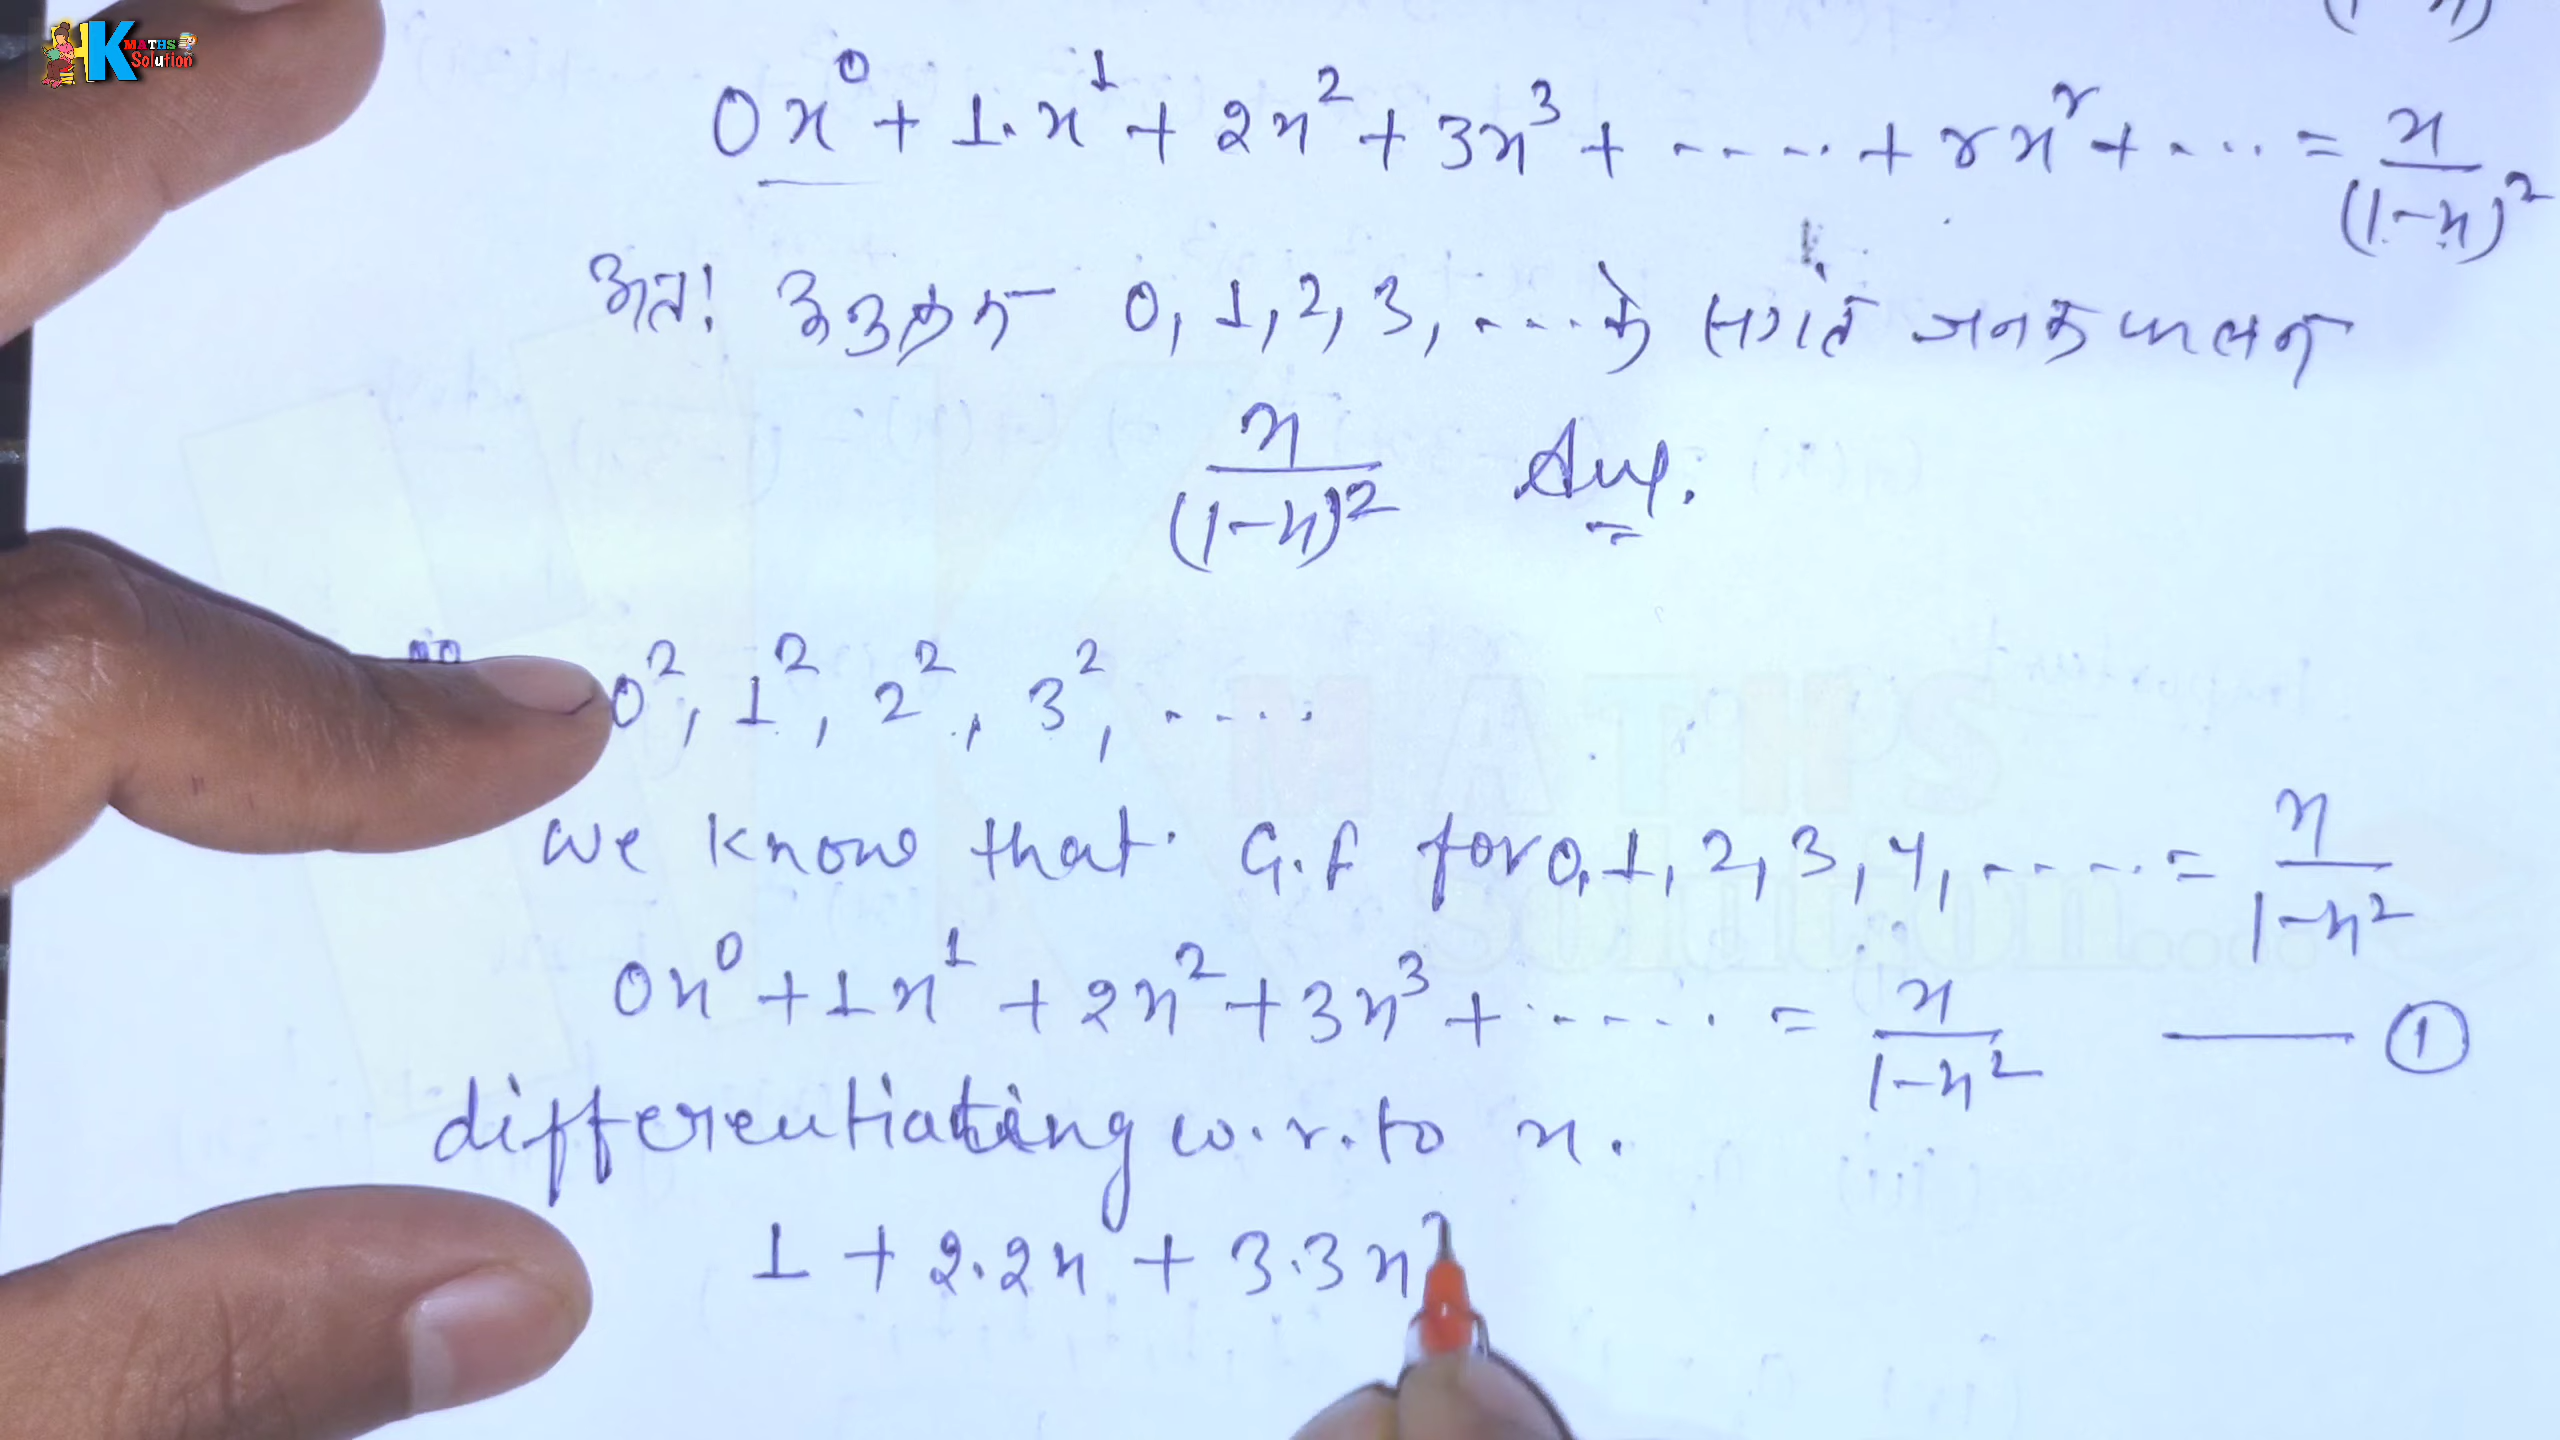 HK MATHS Solution
0x⁰ + 1·x¹ + 2x² + 3x³ + ---- + rx^r + --- = x/(1-x)²
अतः अनुक्रम 0, 1, 2, 3, ---- के संगत जनक फलन
x/(1-x)² Ans.
0², 1², 2², 3², ----
we know that G.F for 0, 1, 2, 3, 4, ----- = x/1-x²
0x⁰ + 1x¹ + 2x² + 3x³ + ----- = x/1-x² —— ①
differentiating w.r.to x.
1 + 2.2x + 3.3x